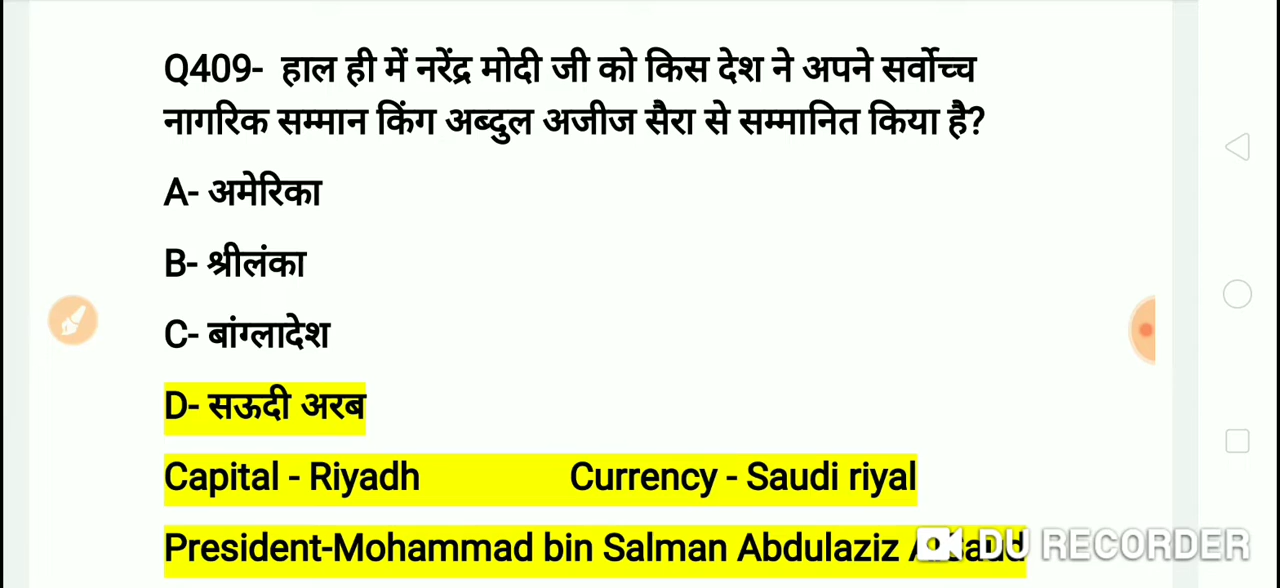 Q409- हाल ही में नरेंद्र मोदी जी को किस देश ने अपने सर्वोच्च
नागरिक सम्मान किंग अब्दुल अजीज सैरा से सम्मानित किया है?
A- अमेरिका
B- श्रीलंका
C- बांग्लादेश
D- सऊदी अरब
Capital - Riyadh Currency - Saudi riyal
President-Mohammad bin Salman Abdulaziz
DU RECORDER